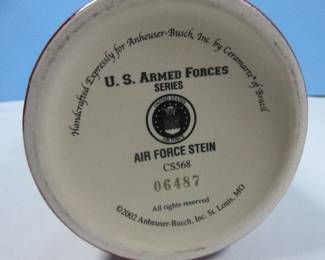 Handcrafted Expressly for Anheuser-Busch, Inc. by Ceramarte® of Brazil
U. S. ARMED FORCES
SERIES
AIR FORCE STEIN
CS568
06487
All rights reserved
©2002 Anheuser-Busch, Inc. St. Louis, MO